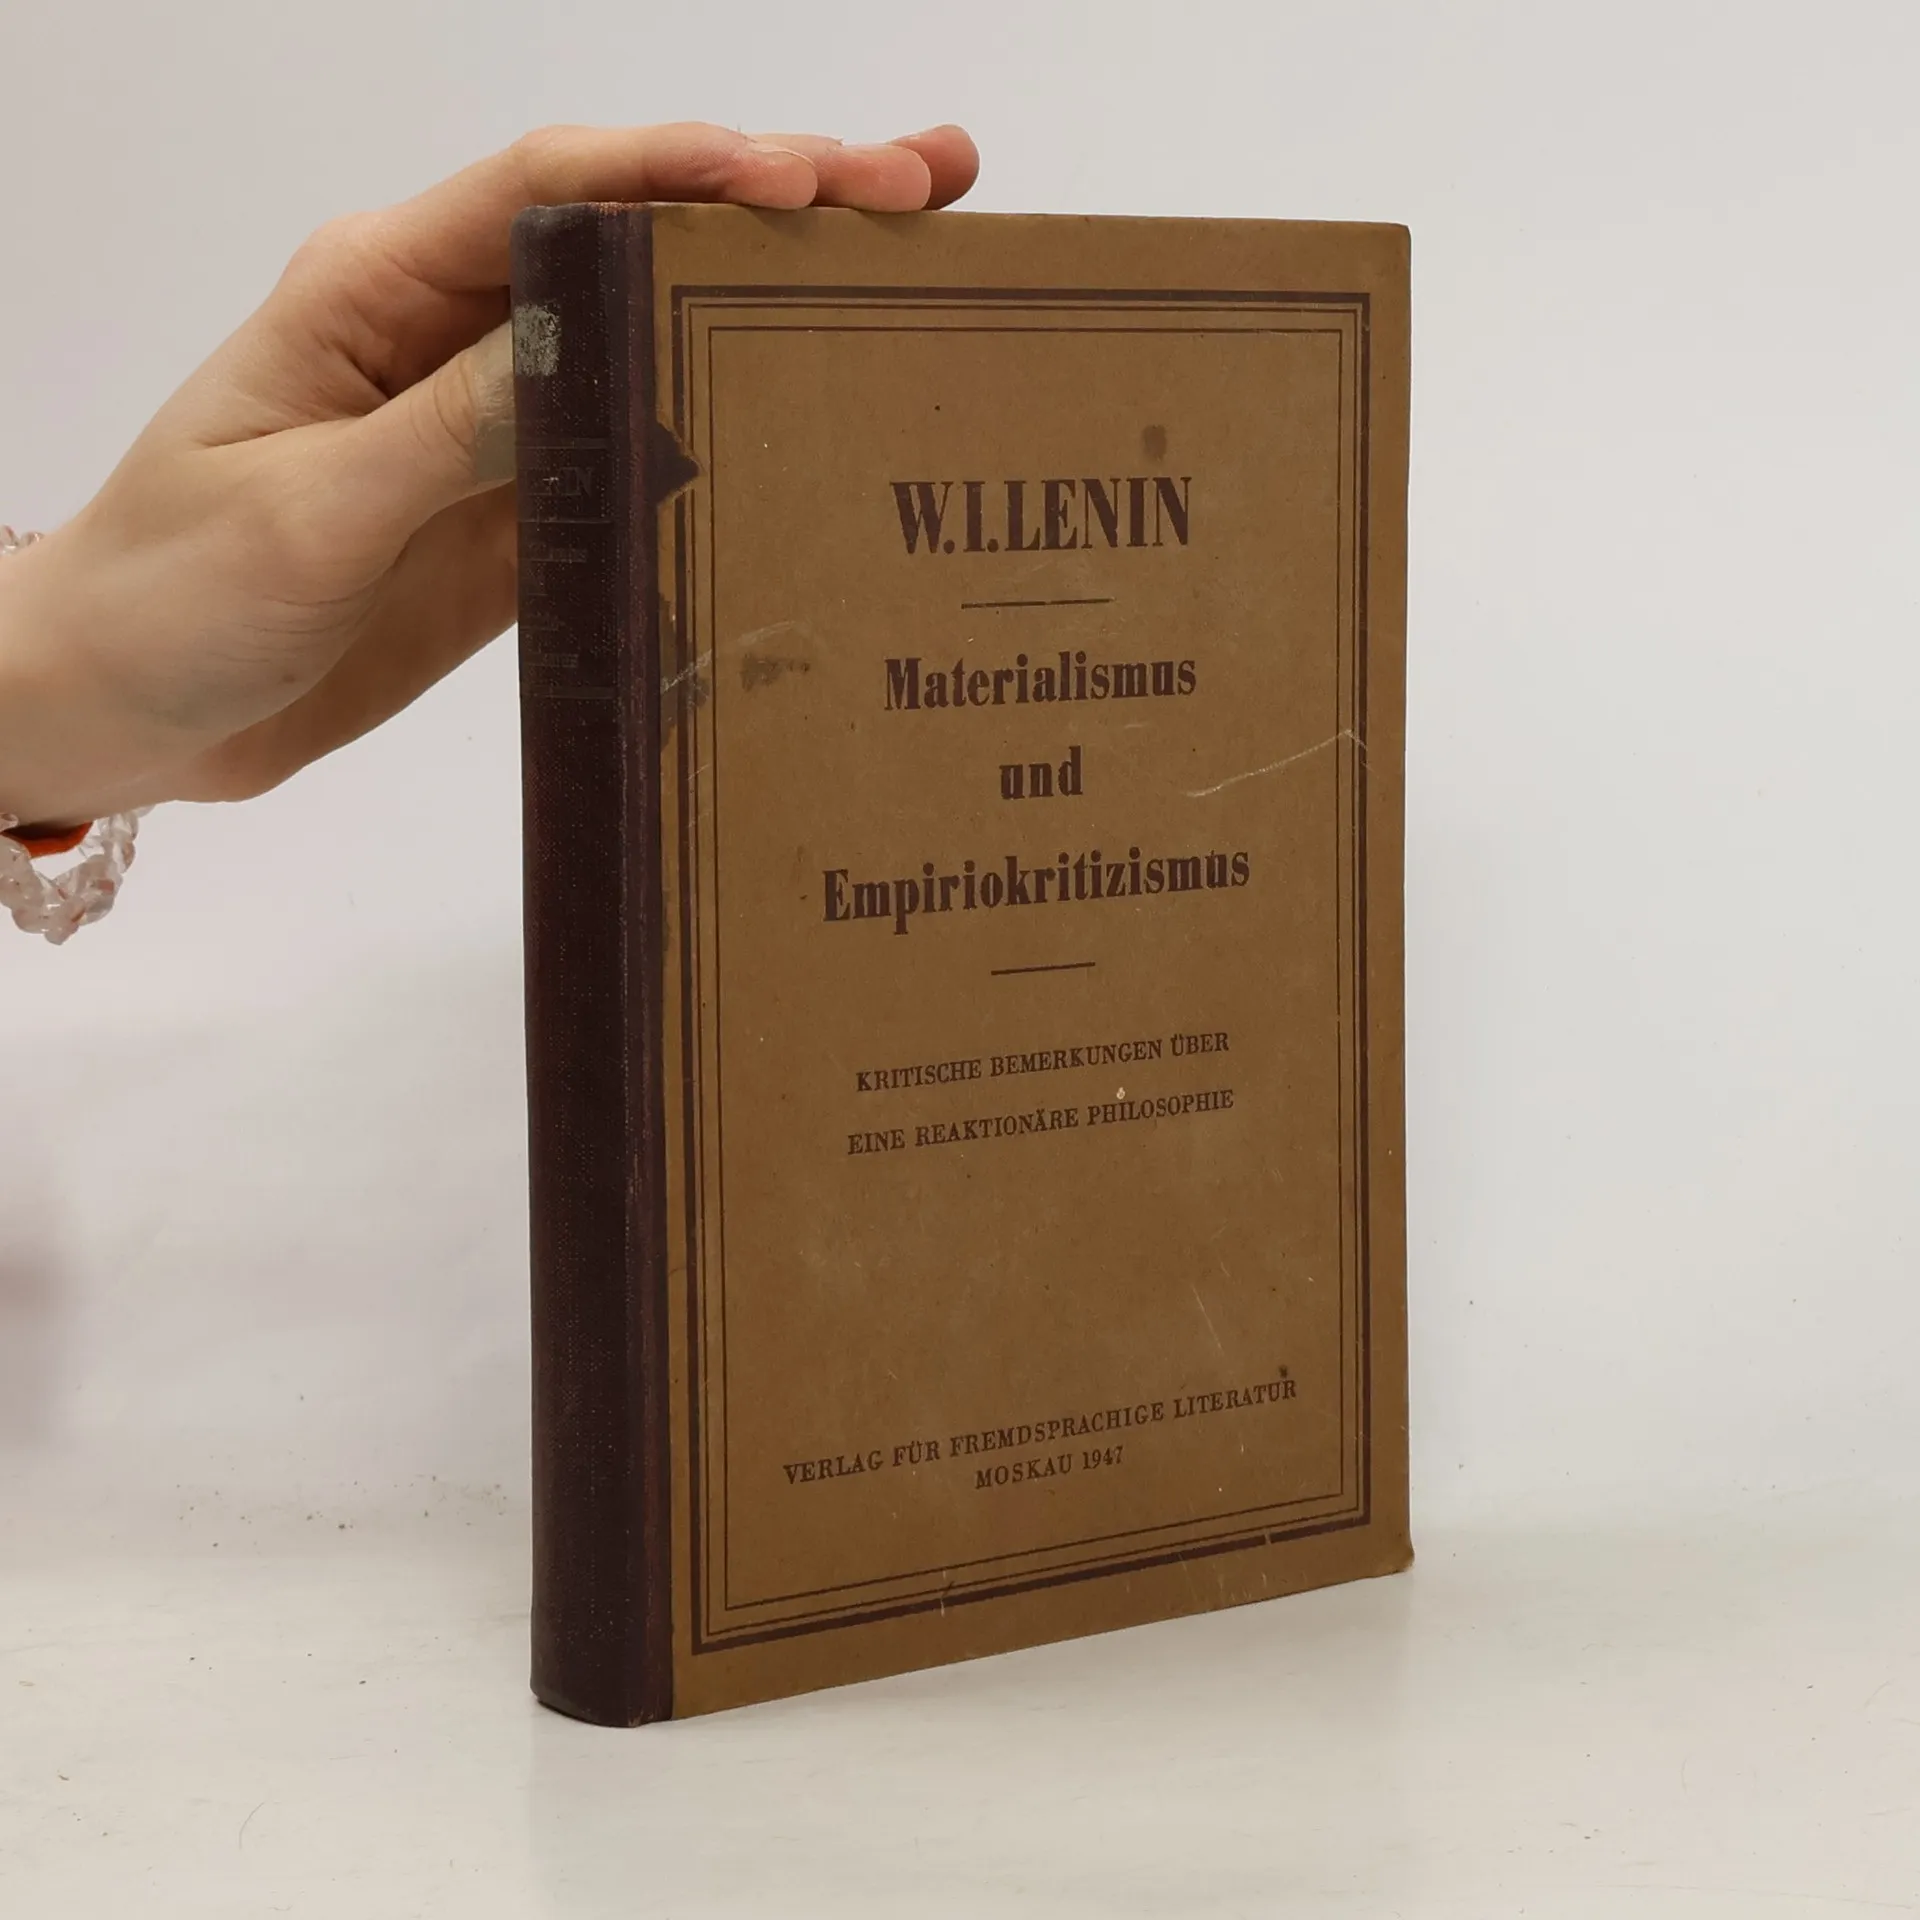 W.I.LENIN
Materialismus
und
Empiriokritizismus
KRITISCHE BEMERKUNGEN ÜBER
EINE REAKTIONÄRE PHILOSOPHIE
VERLAG FÜR FREMDSPRACHIGE LITERATUR
MOSKAU 1947